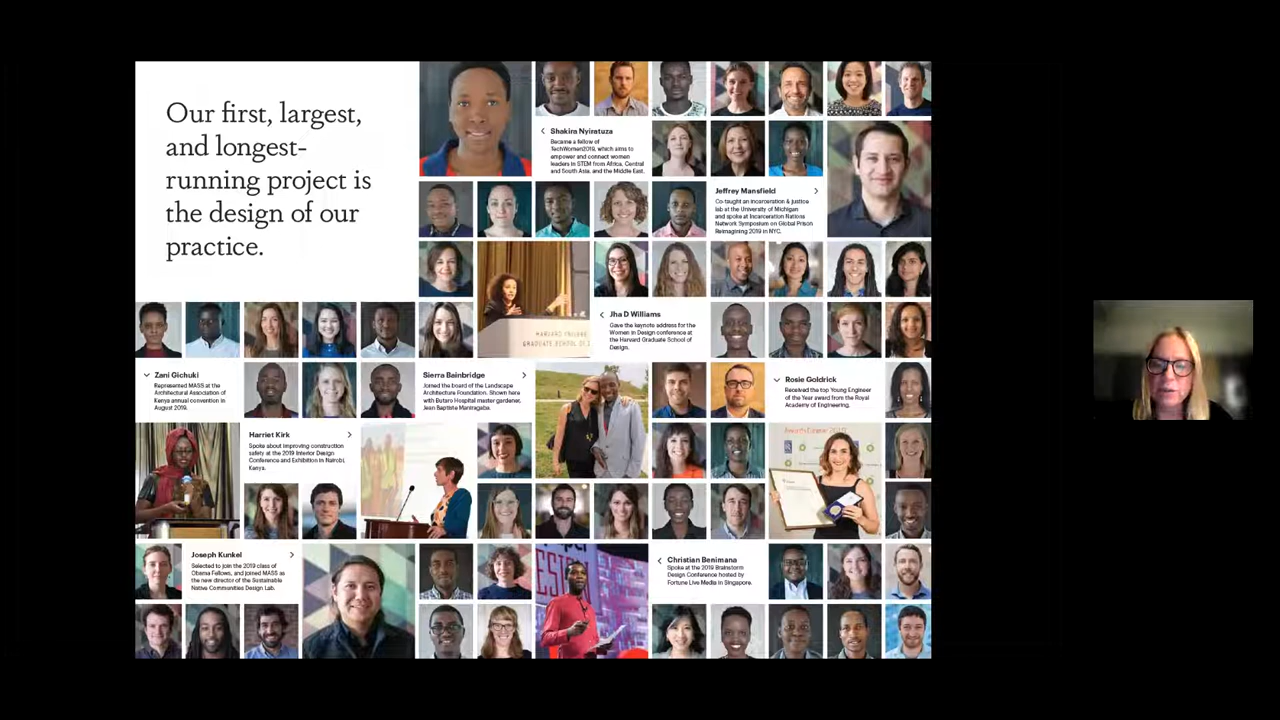 Our first, largest,
and longest-
running project is
the design of our
practice.
Shakira Nyiratuza
Became a fellow of
TechWomen2019, which aims to
empower and connect women
leaders in STEM from Africa, Central
and South Asia, and the Middle East.
Jeffrey Mansfield
Co-taught an incarceration & justice
lab at the University of Michigan
and spoke at Incarceration Nations
Network Symposium on Global Prison
Reimagining 2019 in NYC.
HARVARD UNIVERS
GRADUATE SCHOOL OF D
Jha D Williams
Gave the keynote address for the
Women in Design conference at
the Harvard Graduate School of
Design.
Zani Gichuki
Represented MASS at the
Architectural Association of
Kenya annual convention in
August 2019.
Sierra Bainbridge
Joined the board of the Landscape
Architecture Foundation. Shown here
with Butaro Hospital master gardener,
Jean Baptiste Maniragaba.
Rosie Goldrick
Received the top Young Engineer
of the Year award from the Royal
Academy of Engineering.
Harriet Kirk
Spoke about improving construction
safety at the 2019 Interior Design
Conference and Exhibition in Nairobi,
Kenya.
Joseph Kunkel
Selected to join the 2019 class of
Obama Fellows, and joined MASS as
the new director of the Sustainable
Native Communities Design Lab.
ESIGN
Christian Benimana
Spoke at the 2019 Brainstorm
Design Conference hosted by
Fortune Live Media in Singapore.